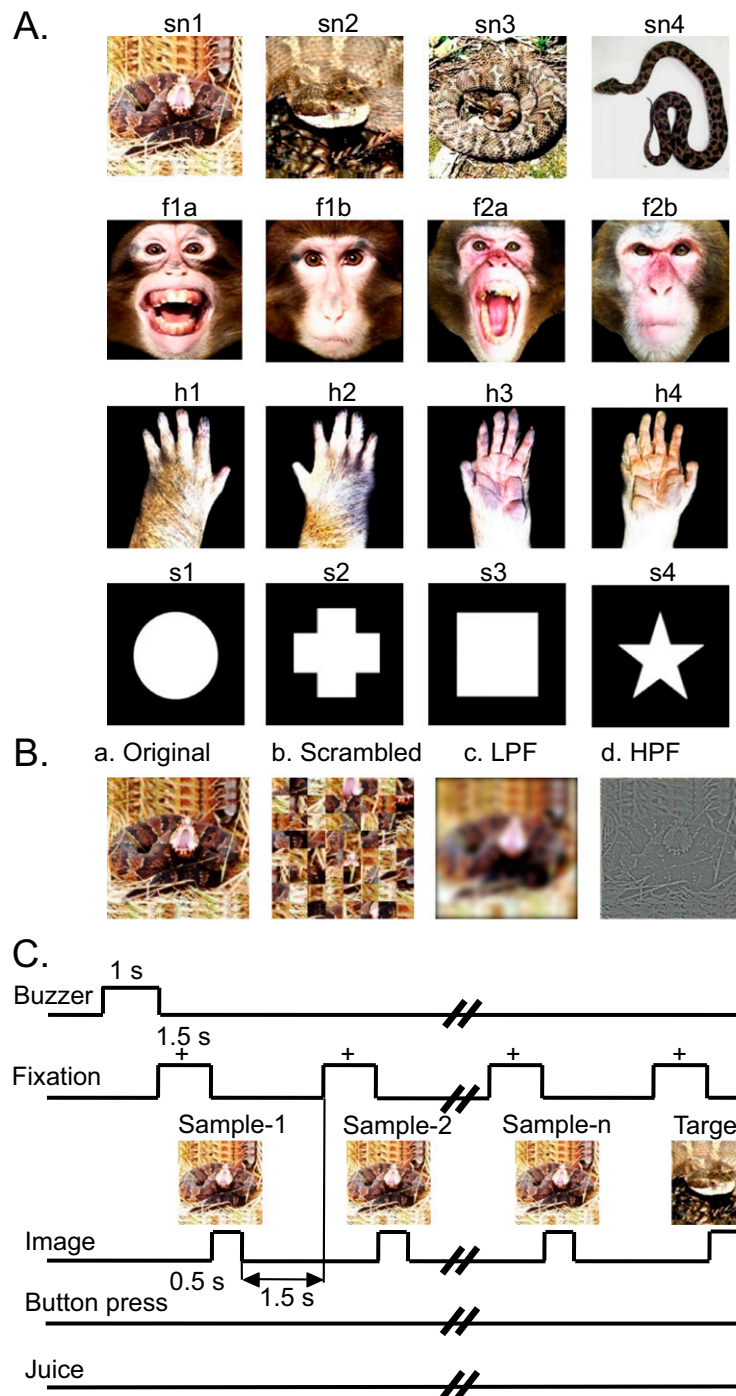 A.
sn1 sn2 sn3 sn4
f1a f1b f2a f2b
h1 h2 h3 h4
s1 s2 s3 s4
B.
a. Original b. Scrambled c. LPF d. HPF
C.
1 s
Buzzer
1.5 s
+ + + +
Fixation
Sample-1 Sample-2 Sample-n Targe
Image
0.5 s
1.5 s
Button press
Juice